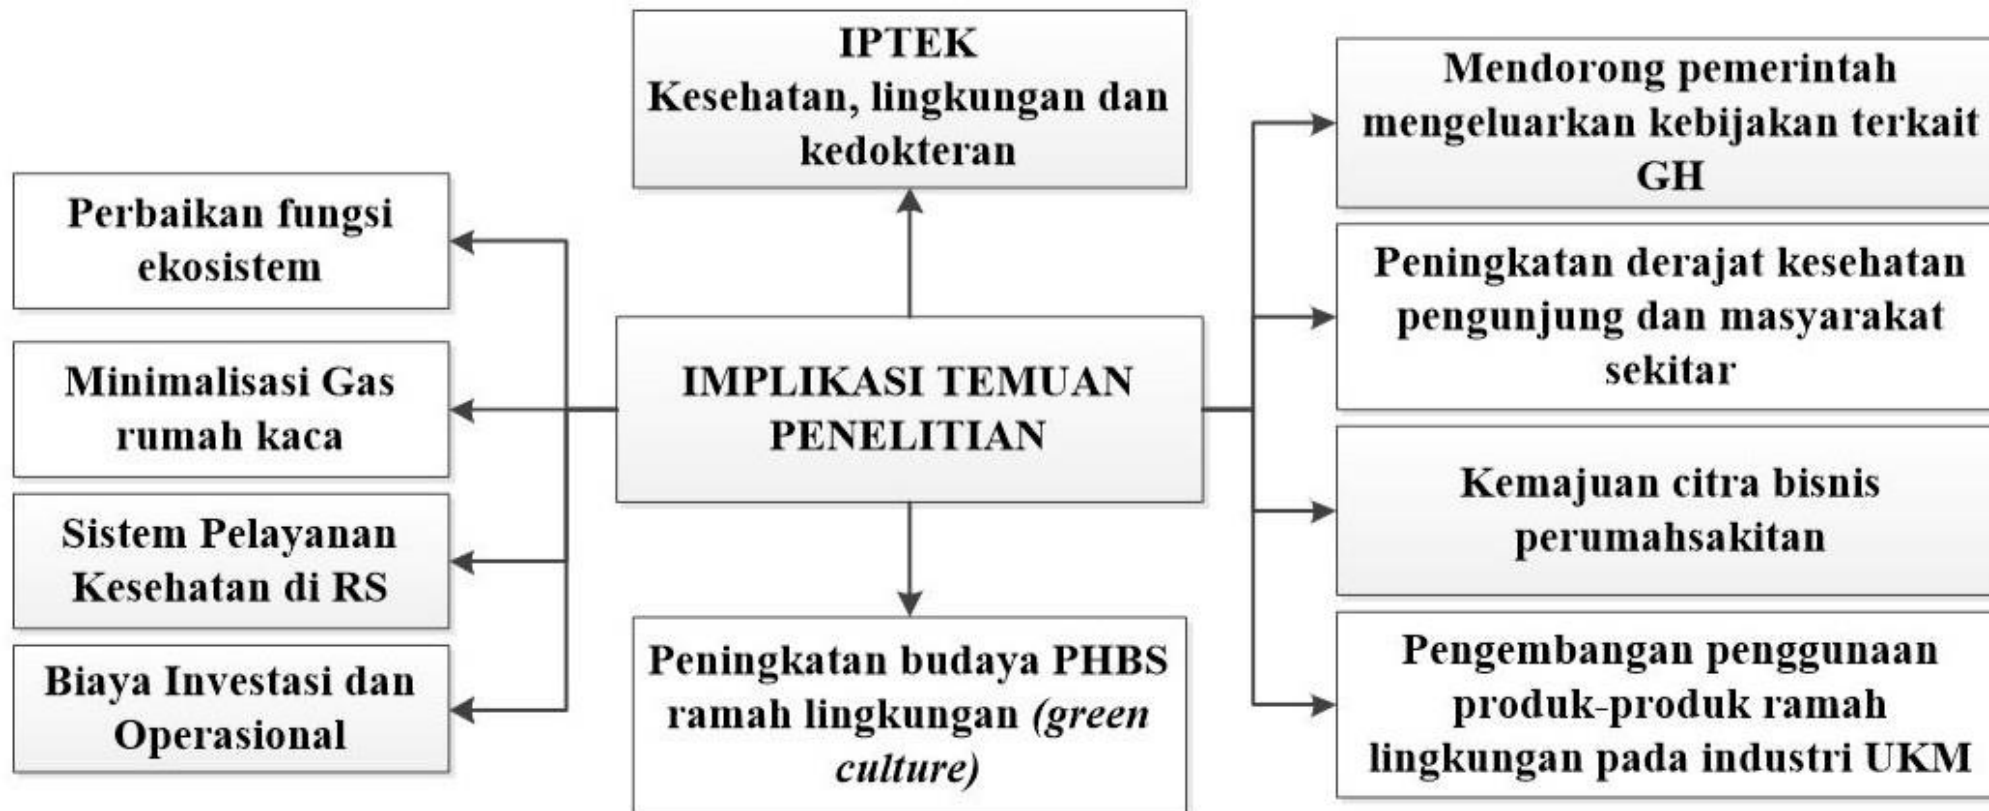 IPTEK
Kesehatan, lingkungan dan
kedokteran
Perbaikan fungsi
ekosistem
Minimalisasi Gas
rumah kaca
Sistem Pelayanan
Kesehatan di RS
Biaya Investasi dan
Operasional
IMPLIKASI TEMUAN
PENELITIAN
Peningkatan budaya PHBS
ramah lingkungan (green
culture)
Mendorong pemerintah
mengeluarkan kebijakan terkait
GH
Peningkatan derajat kesehatan
pengunjung dan masyarakat
sekitar
Kemajuan citra bisnis
perumahsakitan
Pengembangan penggunaan
produk-produk ramah
lingkungan pada industri UKM